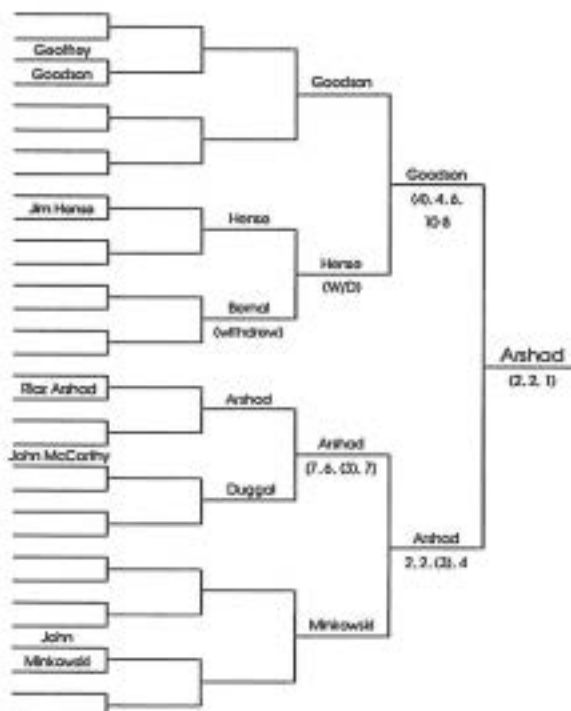 Geoffrey
Goodson
Goodson
Goodson
(4), 4, 6,
10-8
Jim Hense
Hense
Hense
(W/D)
Bernal
(withdrew)
Arshad
(2, 2, 1)
Riaz Arshad
Arshad
Arshad
(7, 6, (3), 7)
John McCarthy
Duggal
Arshad
2, 2, (3), 4
Minkowski
John
Minkowski